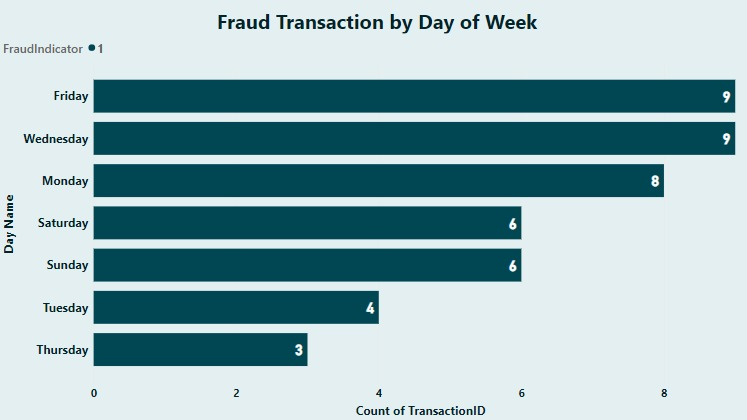 Fraud Transaction by Day of Week
FraudIndicator 1
Friday 9
Wednesday 9
Monday 8
Saturday 6
Sunday 6
Tuesday 4
Thursday 3
Day Name
0 2 4 6 8
Count of TransactionID